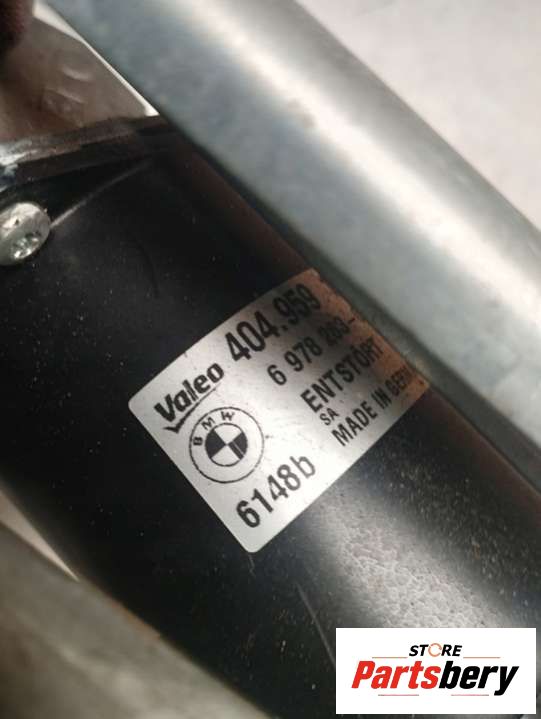 Valeo 404.959
6 978 263-
ENTSTÖRT
SA
MADE IN GERM
BMW
6148b
STORE
Partsbery